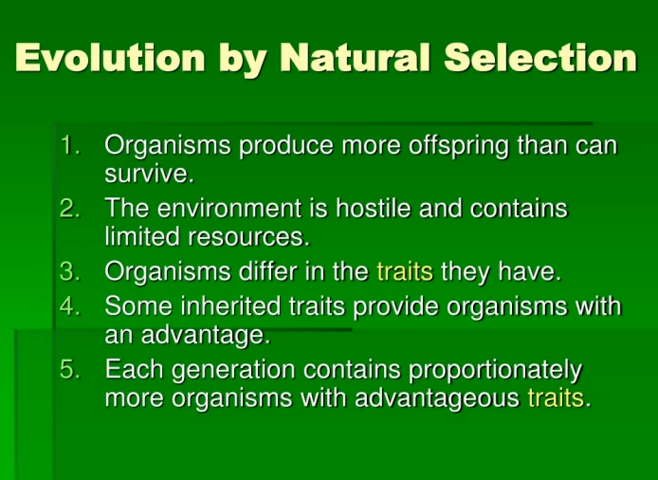 Evolution by Natural Selection
1. Organisms produce more offspring than can
survive.
2. The environment is hostile and contains
limited resources.
3. Organisms differ in the traits they have.
4. Some inherited traits provide organisms with
an advantage.
5. Each generation contains proportionately
more organisms with advantageous traits.